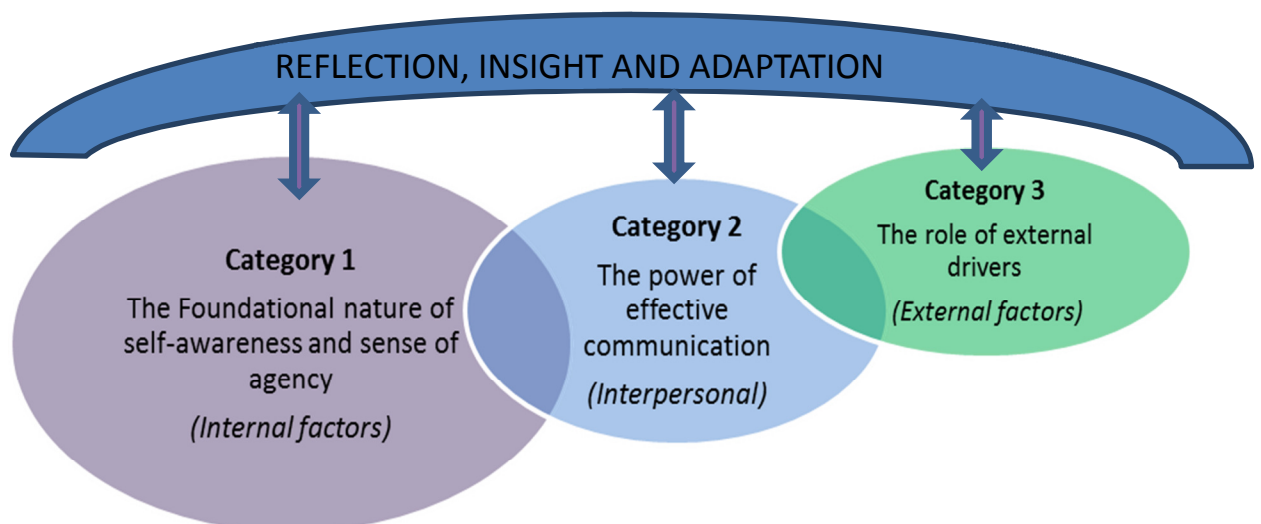 REFLECTION, INSIGHT AND ADAPTATION
Category 1
The Foundational nature of
self-awareness and sense of
agency
(Internal factors)
Category 2
The power of
effective
communication
(Interpersonal)
Category 3
The role of external
drivers
(External factors)